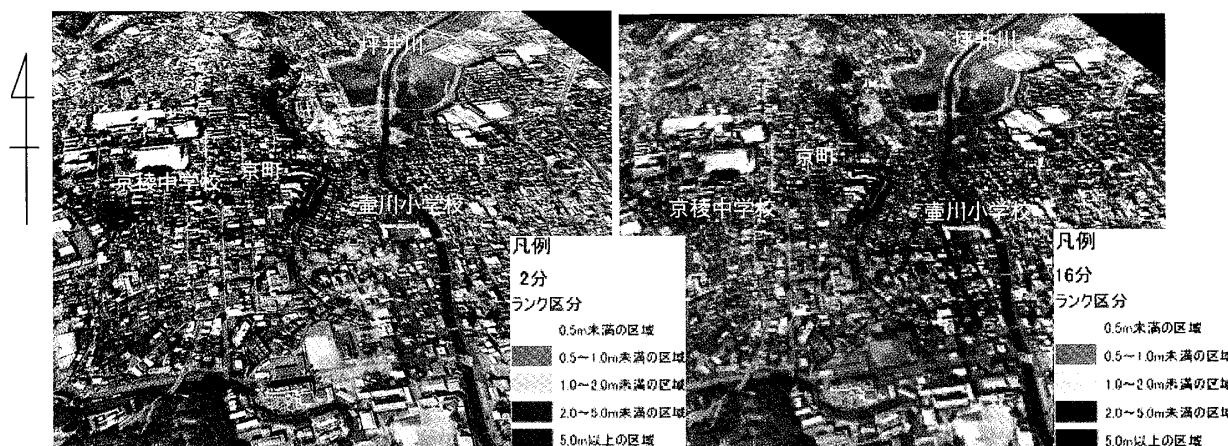 坪井川
京町
京稜中学校
壷川小学校
凡例
2分
ランク区分
0.5m未満の区域
0.5～1.0m未満の区域
1.0～2.0m未満の区域
2.0～5.0m未満の区域
5.0m以上の区域
坪井川
京町
京稜中学校
壷川小学校
凡例
16分
ランク区分
0.5m未満の区域
0.5～1.0m未満の区域
1.0～2.0m未満の区域
2.0～5.0m未満の区域
5.0m以上の区域